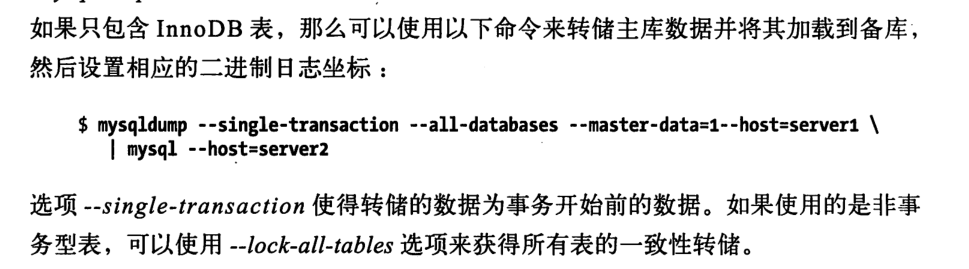 如果只包含 InnoDB 表，那么可以使用以下命令来转储主库数据并将其加载到备库，
然后设置相应的二进制日志坐标：
$ mysqldump --single-transaction --all-databases --master-data=1--host=server1 \
| mysql --host=server2
选项 --single-transaction 使得转储的数据为事务开始前的数据。如果使用的是非事
务型表，可以使用 --lock-all-tables 选项来获得所有表的一致性转储。